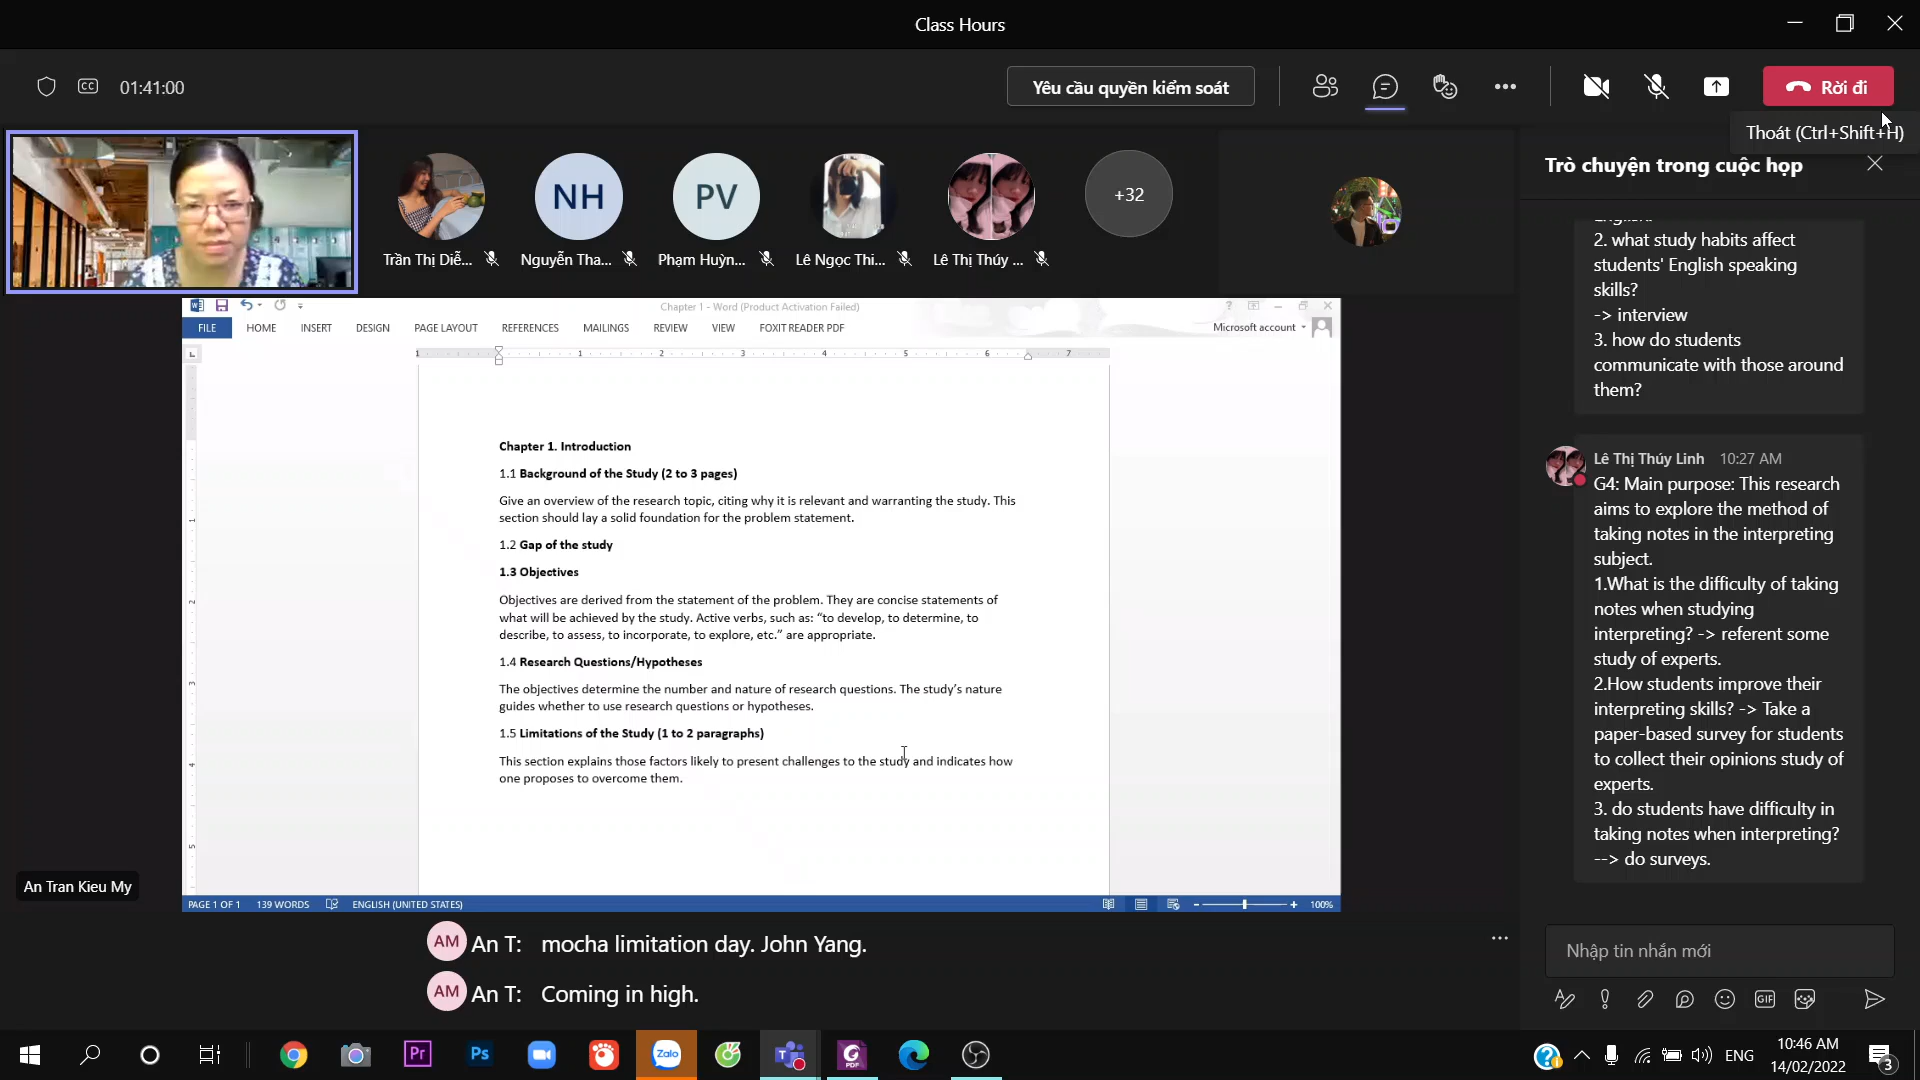 Class Hours
CC 01:41:00
Yêu cầu quyền kiểm soát
Rời đi
Thoát (Ctrl+Shift+H)
NH
PV
+32
Trần Thị Diễ...
Nguyễn Tha...
Phạm Huỳn...
Lê Ngọc Thi...
Lê Thị Thúy ...
Trò chuyện trong cuộc họp
2. what study habits affect
students' English speaking
skills?
-> interview
3. how do students
communicate with those around
them?
Lê Thị Thúy Linh 10:27 AM
G4: Main purpose: This research
aims to explore the method of
taking notes in the interpreting
subject.
1.What is the difficulty of taking
notes when studying
interpreting? -> referent some
study of experts.
2.How students improve their
interpreting skills? -> Take a
paper-based survey for students
to collect their opinions study of
experts.
3. do students have difficulty in
taking notes when interpreting?
--> do surveys.
Nhập tin nhắn mới
GIF
Chapter 1 - Word (Product Activation Failed)
FILE HOME INSERT DESIGN PAGE LAYOUT REFERENCES MAILINGS REVIEW VIEW FOXIT READER PDF
Microsoft account
1 1 2 3 4 5 6 7
Chapter 1. Introduction
1.1 Background of the Study (2 to 3 pages)
Give an overview of the research topic, citing why it is relevant and warranting the study. This
section should lay a solid foundation for the problem statement.
1.2 Gap of the study
1.3 Objectives
Objectives are derived from the statement of the problem. They are concise statements of
what will be achieved by the study. Active verbs, such as: “to develop, to determine, to
describe, to assess, to incorporate, to explore, etc.” are appropriate.
1.4 Research Questions/Hypotheses
The objectives determine the number and nature of research questions. The study’s nature
guides whether to use research questions or hypotheses.
1.5 Limitations of the Study (1 to 2 paragraphs)
This section explains those factors likely to present challenges to the study and indicates how
one proposes to overcome them.
PAGE 1 OF 1 139 WORDS ENGLISH (UNITED STATES)
100%
An Tran Kieu My
AM An T: mocha limitation day. John Yang.
AM An T: Coming in high.
Pr
Ps
Zalo
PDF
ENG
10:46 AM
14/02/2022
3